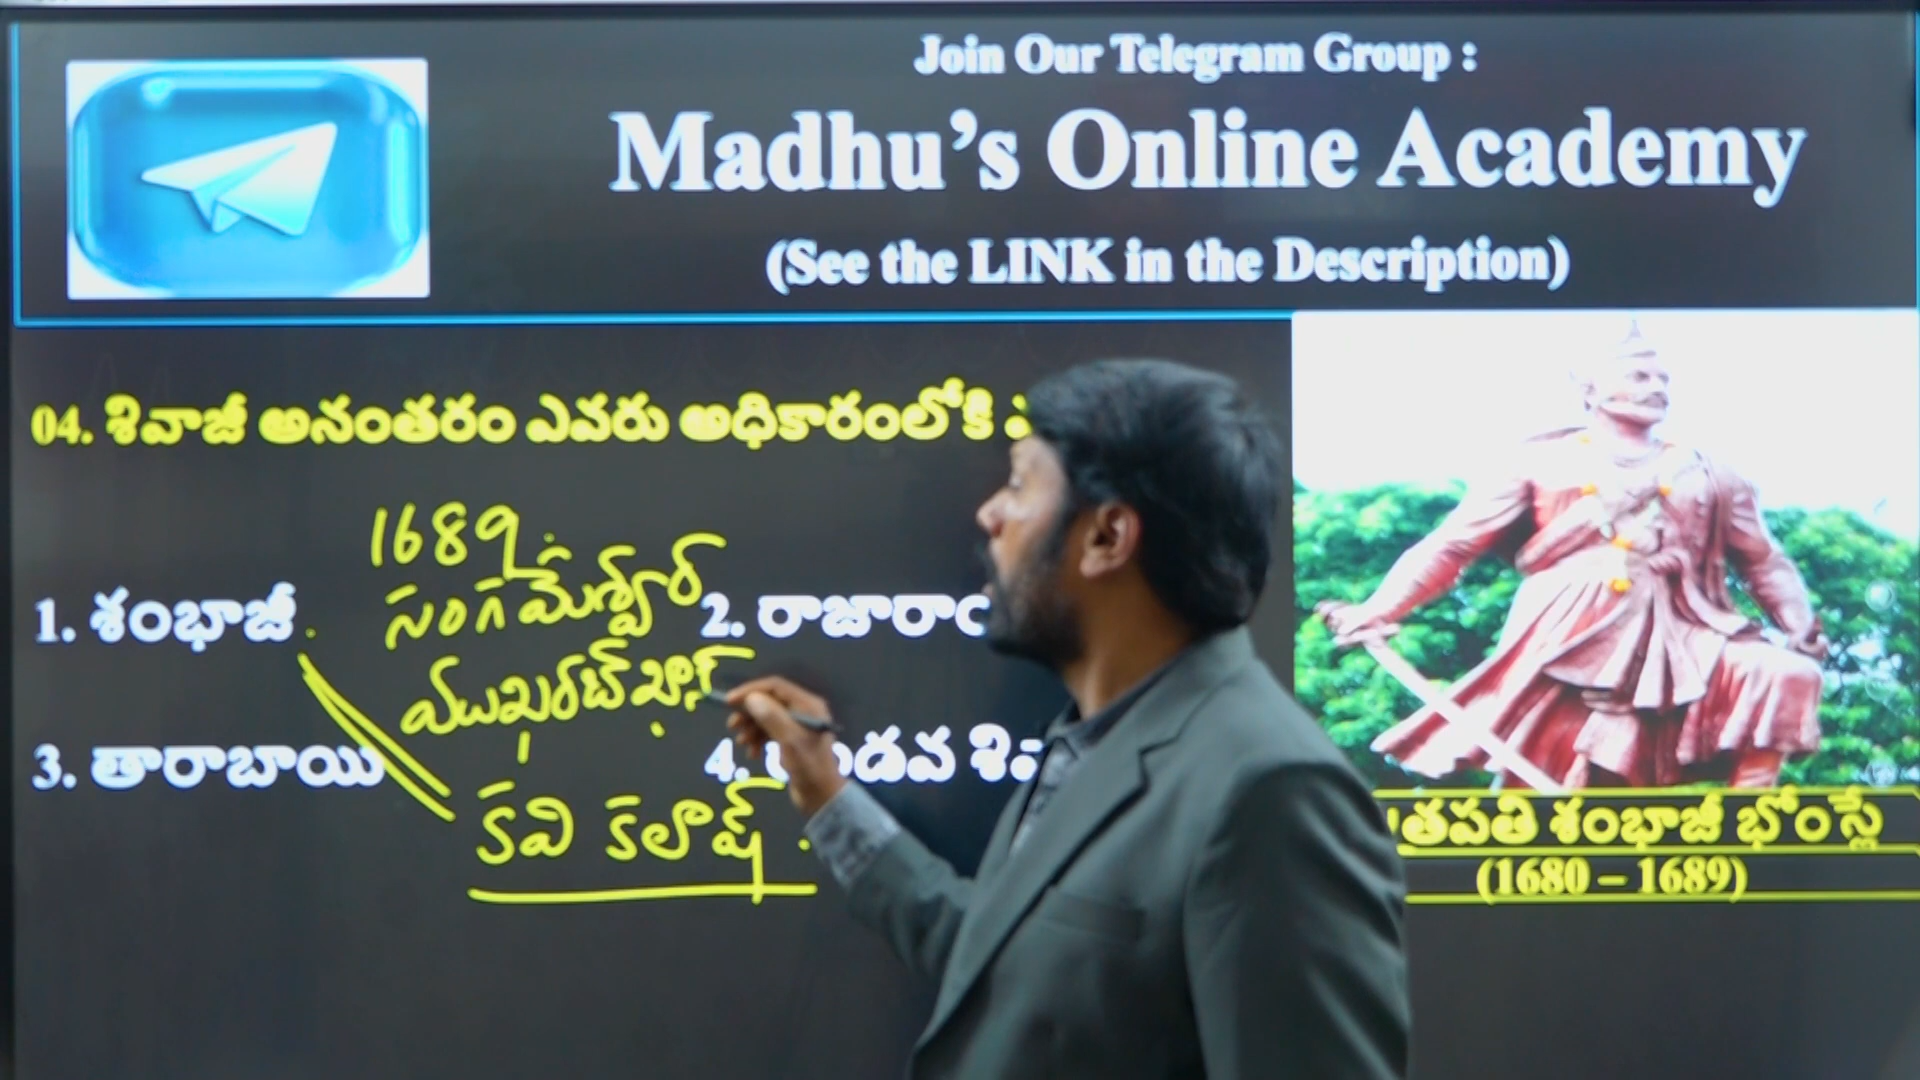 Join Our Telegram Group :
Madhu's Online Academy
(See the LINK in the Description)
04. శివాజీ అనంతరం ఎవరు అధికారంలోకి
1689.
సంగమేశ్వర్
1. శంభాజీ
2.
ముఖరబ్ ఖాన్
3. తారాబాయి
4.
కవి కలాష్
శంభాజీ భోంస్లే
(1680 – 1689)